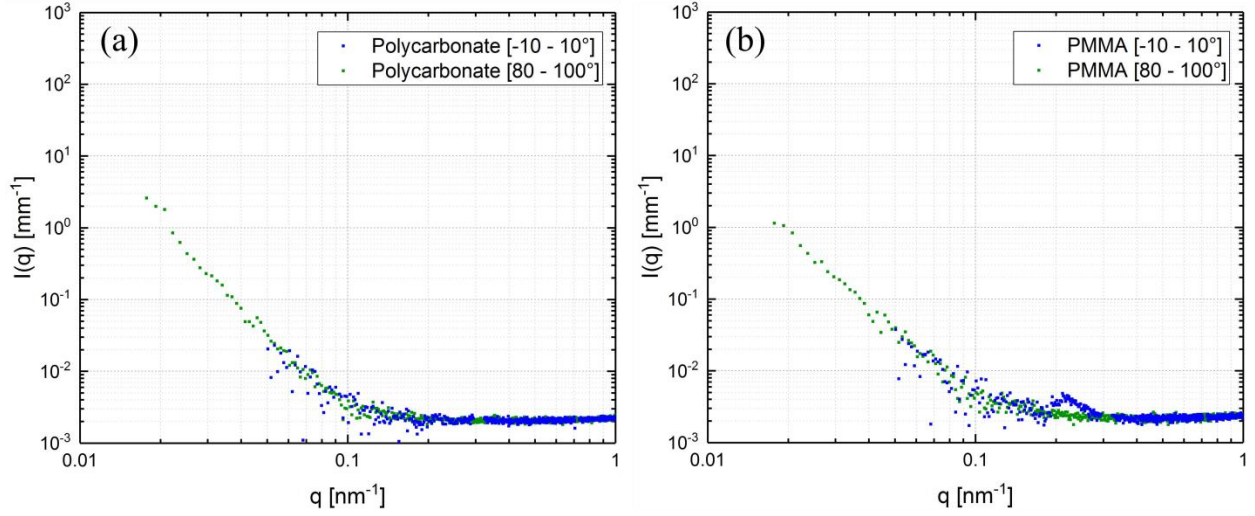 (a)
Polycarbonate [-10 - 10°]
Polycarbonate [80 - 100°]
10³
10²
10¹
10⁰
10⁻¹
10⁻²
10⁻³
I(q) [mm⁻¹]
0.01
0.1
1
q [nm⁻¹]
(b)
PMMA [-10 - 10°]
PMMA [80 - 100°]
10³
10²
10¹
10⁰
10⁻¹
10⁻²
10⁻³
I(q) [mm⁻¹]
0.01
0.1
1
q [nm⁻¹]